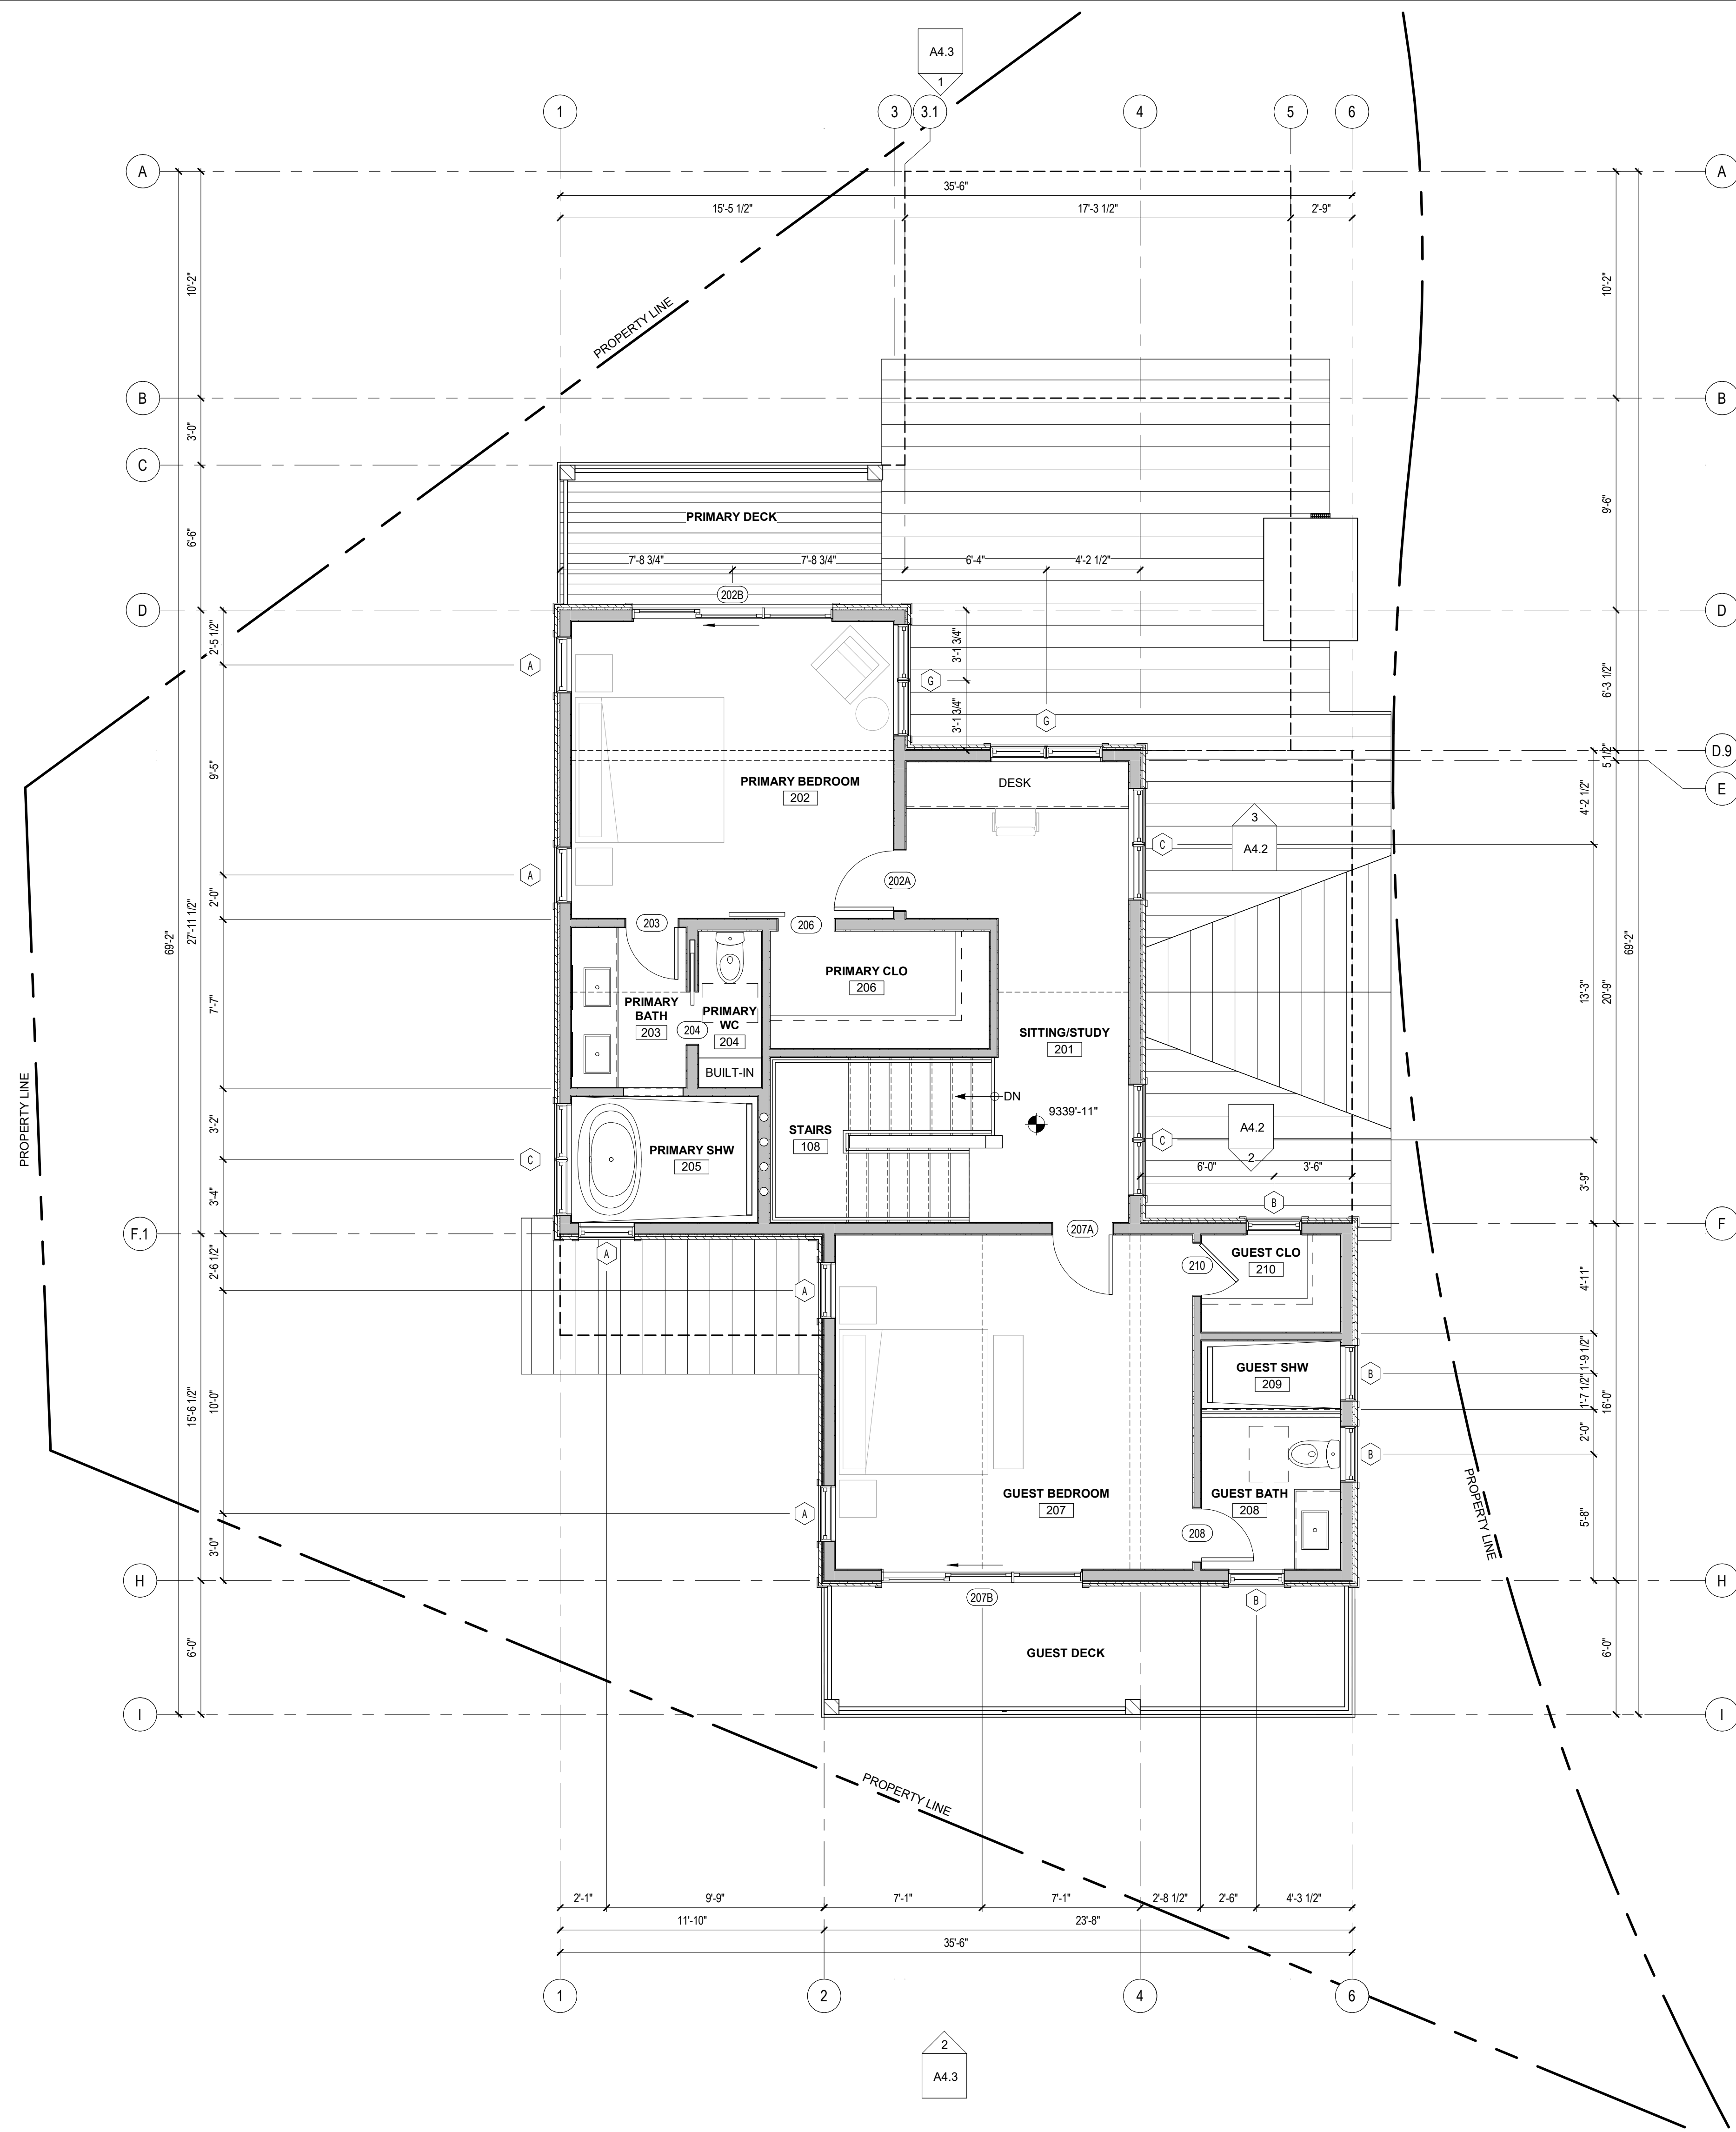 A4.3
1
1
3
3.1
4
5
6
A
A
35'-6"
15'-5 1/2"
17'-3 1/2"
2'-9"
10'-2"
10'-2"
PROPERTY LINE
B
B
3'-0"
C
9'-6"
6'-6"
PRIMARY DECK
7'-8 3/4"
7'-8 3/4"
6'-4"
4'-2 1/2"
202B
D
D
2'-5 1/2"
3'-1 3/4"
A
G
6'-3 1/2"
3'-1 3/4"
G
D.9
5 1/2"
E
9'-5"
PRIMARY BEDROOM
202
DESK
4'-2 1/2"
3
A4.2
C
A
202A
2'-0"
203
206
27'-11 1/2"
69'-2"
69'-2"
PRIMARY CLO
206
7'-7"
13'-3"
20'-9"
PRIMARY
BATH
203
204
PRIMARY
WC
204
SITTING/STUDY
201
BUILT-IN
DN
9339'-11"
PROPERTY LINE
3'-2"
STAIRS
108
A4.2
2
C
PRIMARY SHW
205
C
6'-0"
3'-6"
3'-4"
3'-9"
B
F.1
F
207A
2'-6 1/2"
A
GUEST CLO
210
210
4'-11"
A
1'-9 1/2"
GUEST SHW
209
B
1'-7 1/2"
15'-6 1/2"
10'-0"
16'-0"
2'-0"
B
GUEST BEDROOM
207
GUEST BATH
208
PROPERTY LINE
A
208
5'-8"
3'-0"
H
H
207B
B
6'-0"
GUEST DECK
6'-0"
I
I
PROPERTY LINE
2'-1"
9'-9"
7'-1"
7'-1"
2'-8 1/2"
2'-6"
4'-3 1/2"
11'-10"
23'-8"
35'-6"
1
2
4
6
2
A4.3